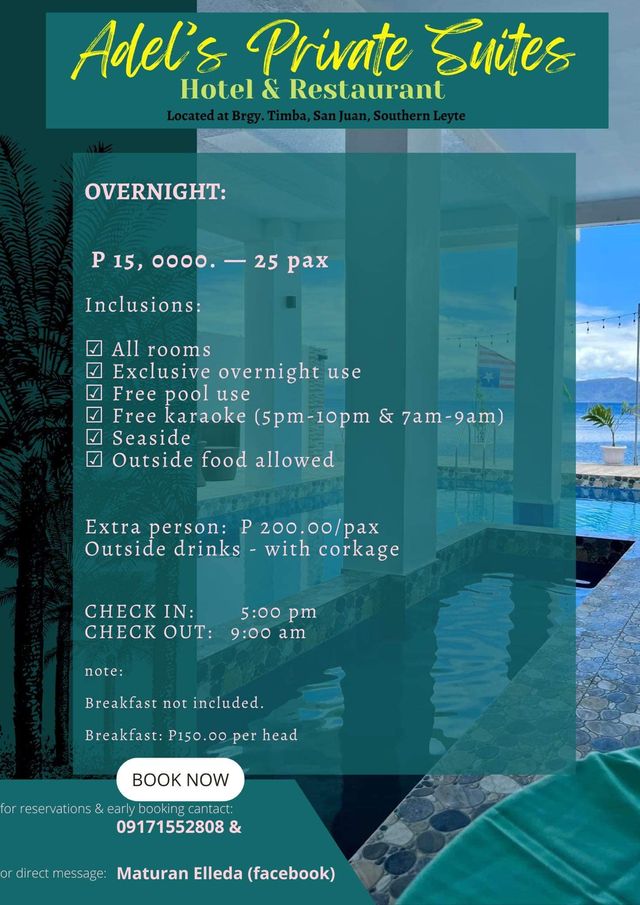 Adel's Private Suites
Hotel & Restaurant
Located at Brgy. Timba, San Juan, Southern Leyte
OVERNIGHT:
P 15, 0000. — 25 pax
Inclusions:
☑ All rooms
☑ Exclusive overnight use
☑ Free pool use
☑ Free karaoke (5pm-10pm & 7am-9am)
☑ Seaside
☑ Outside food allowed
Extra person: P 200.00/pax
Outside drinks - with corkage
CHECK IN: 5:00 pm
CHECK OUT: 9:00 am
note:
Breakfast not included.
Breakfast: P150.00 per head
BOOK NOW
for reservations & early booking cantact:
09171552808 &
or direct message: Maturan Elleda (facebook)